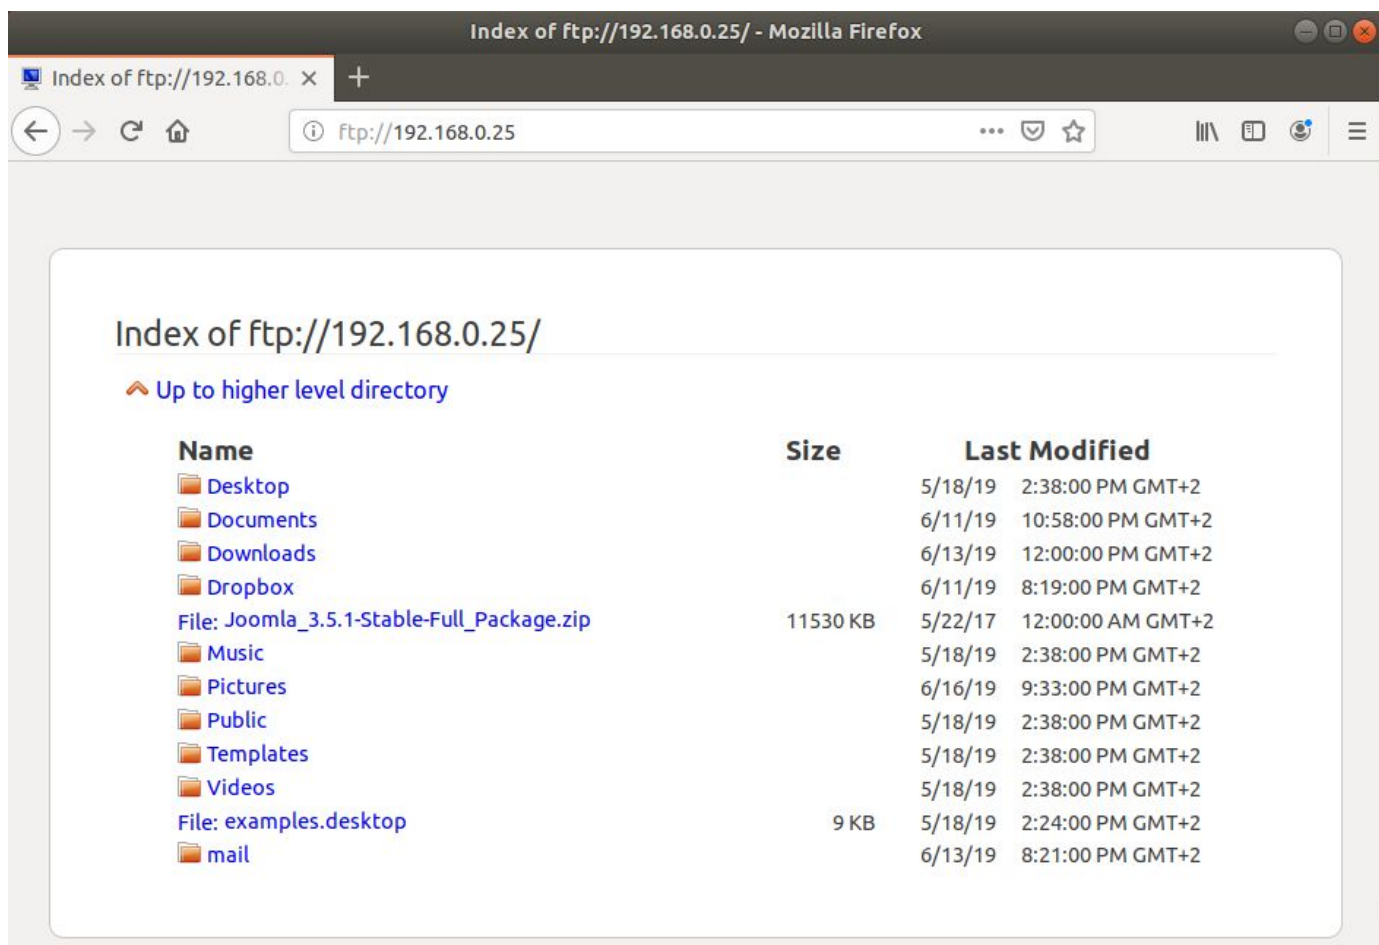 Index of ftp://192.168.0.25/ - Mozilla Firefox
Index of ftp://192.168.0.
ftp://192.168.0.25
Index of ftp://192.168.0.25/
Up to higher level directory
Name Size Last Modified
Desktop 5/18/19 2:38:00 PM GMT+2
Documents 6/11/19 10:58:00 PM GMT+2
Downloads 6/13/19 12:00:00 PM GMT+2
Dropbox 6/11/19 8:19:00 PM GMT+2
File: Joomla_3.5.1-Stable-Full_Package.zip 11530 KB 5/22/17 12:00:00 AM GMT+2
Music 5/18/19 2:38:00 PM GMT+2
Pictures 6/16/19 9:33:00 PM GMT+2
Public 5/18/19 2:38:00 PM GMT+2
Templates 5/18/19 2:38:00 PM GMT+2
Videos 5/18/19 2:38:00 PM GMT+2
File: examples.desktop 9 KB 5/18/19 2:24:00 PM GMT+2
mail 6/13/19 8:21:00 PM GMT+2